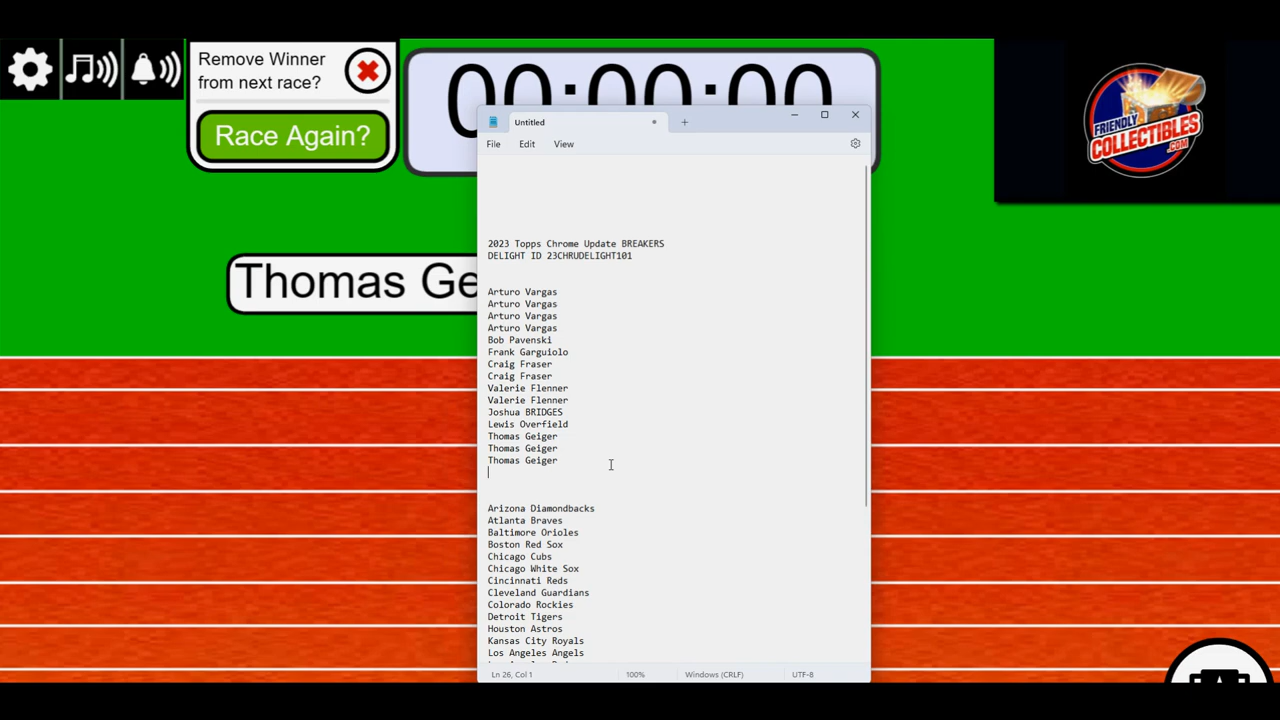 Remove Winner
from next race?
Race Again?
00:00:00
FRIENDLY
COLLECTIBLES
.COM
Thomas Ge
Untitled
File Edit View
2023 Topps Chrome Update BREAKERS
DELIGHT ID 23CHRUDELIGHT101
Arturo Vargas
Arturo Vargas
Arturo Vargas
Arturo Vargas
Bob Pavenski
Frank Garguiolo
Craig Fraser
Craig Fraser
Valerie Flenner
Valerie Flenner
Joshua BRIDGES
Lewis Overfield
Thomas Geiger
Thomas Geiger
Thomas Geiger
Arizona Diamondbacks
Atlanta Braves
Baltimore Orioles
Boston Red Sox
Chicago Cubs
Chicago White Sox
Cincinnati Reds
Cleveland Guardians
Colorado Rockies
Detroit Tigers
Houston Astros
Kansas City Royals
Los Angeles Angels
Ln 26, Col 1 100% Windows (CRLF) UTF-8